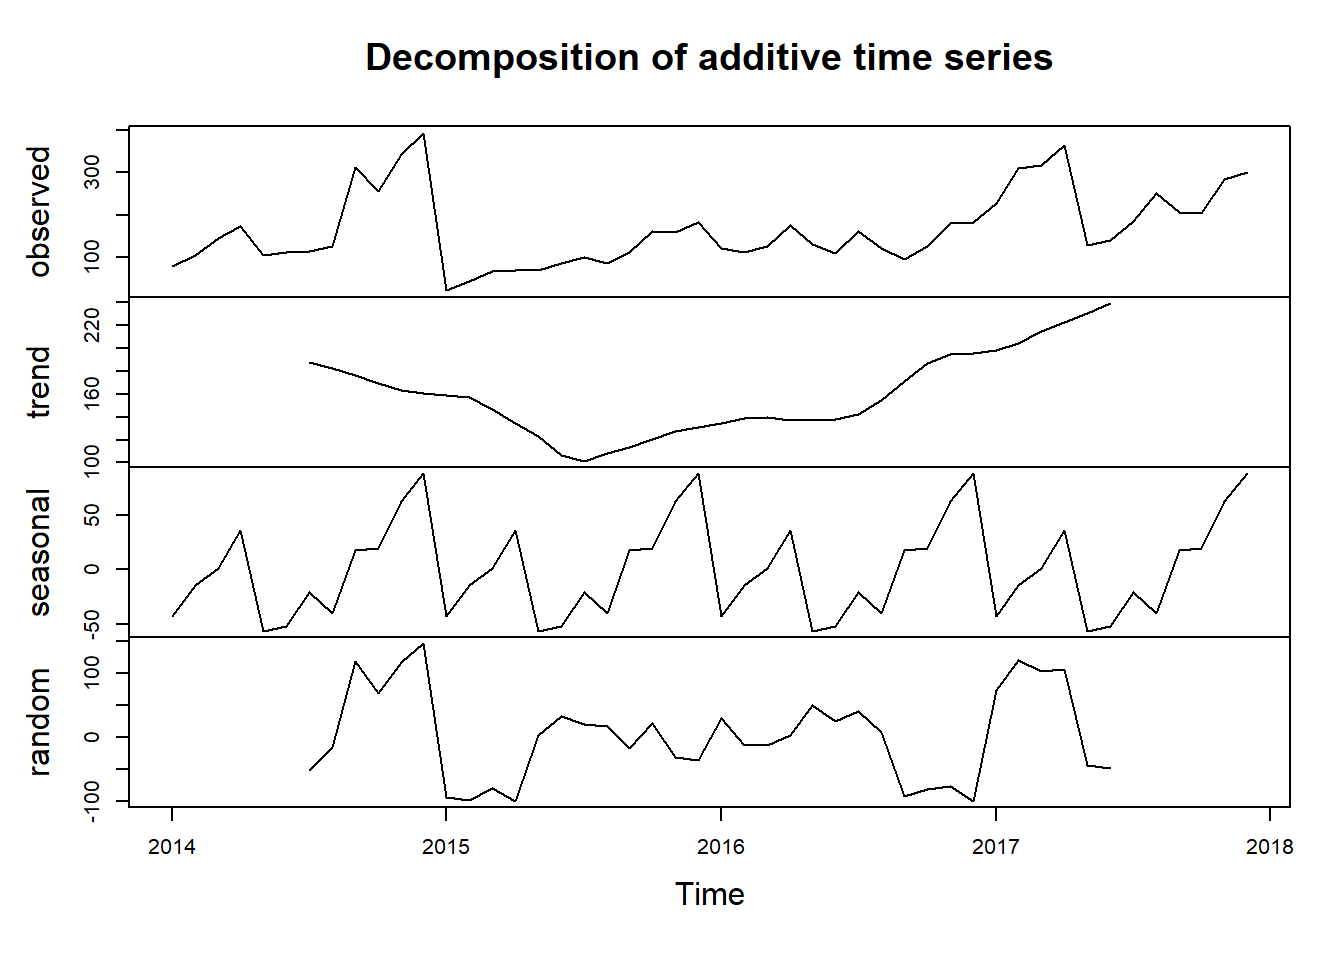 Decomposition of additive time series
observed
100 300
trend
100 160 220
seasonal
-50 0 50 100
random
-100 0 100
2014 2015 2016 2017 2018
Time